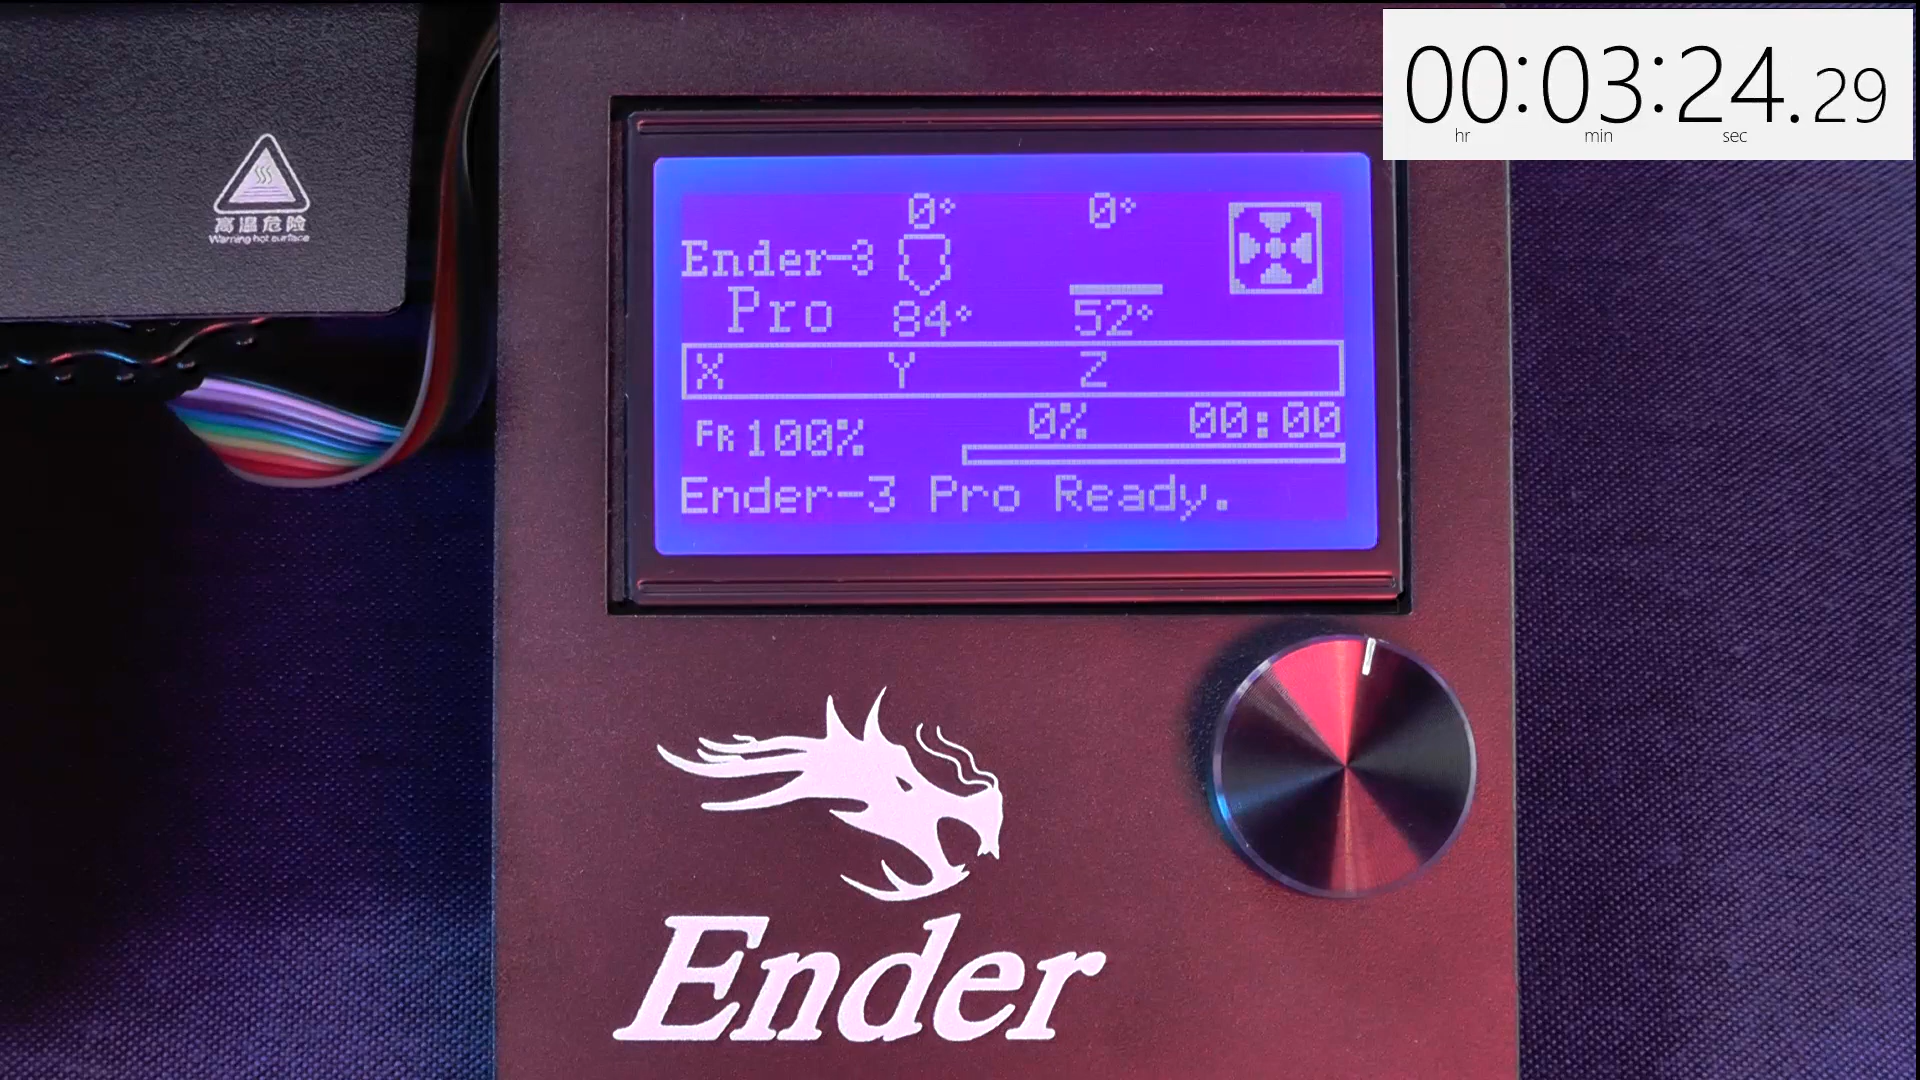 00:03:24.29
hr min sec
高温危险
Warning hot surface
0° 0°
Ender-3
Pro
84° 52°
X Y Z
FR 100% 0% 00:00
Ender-3 Pro Ready.
Ender